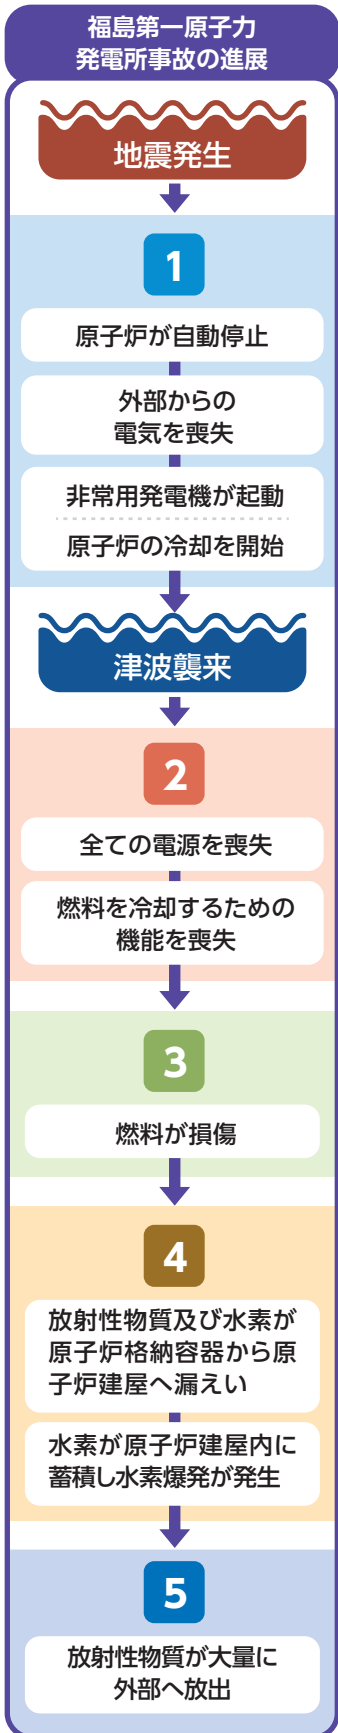 福島第一原子力
発電所事故の進展
地震発生
1
原子炉が自動停止
外部からの
電気を喪失
非常用発電機が起動
原子炉の冷却を開始
津波襲来
2
全ての電源を喪失
燃料を冷却するための
機能を喪失
3
燃料が損傷
4
放射性物質及び水素が
原子炉格納容器から原
子炉建屋へ漏えい
水素が原子炉建屋内に
蓄積し水素爆発が発生
5
放射性物質が大量に
外部へ放出